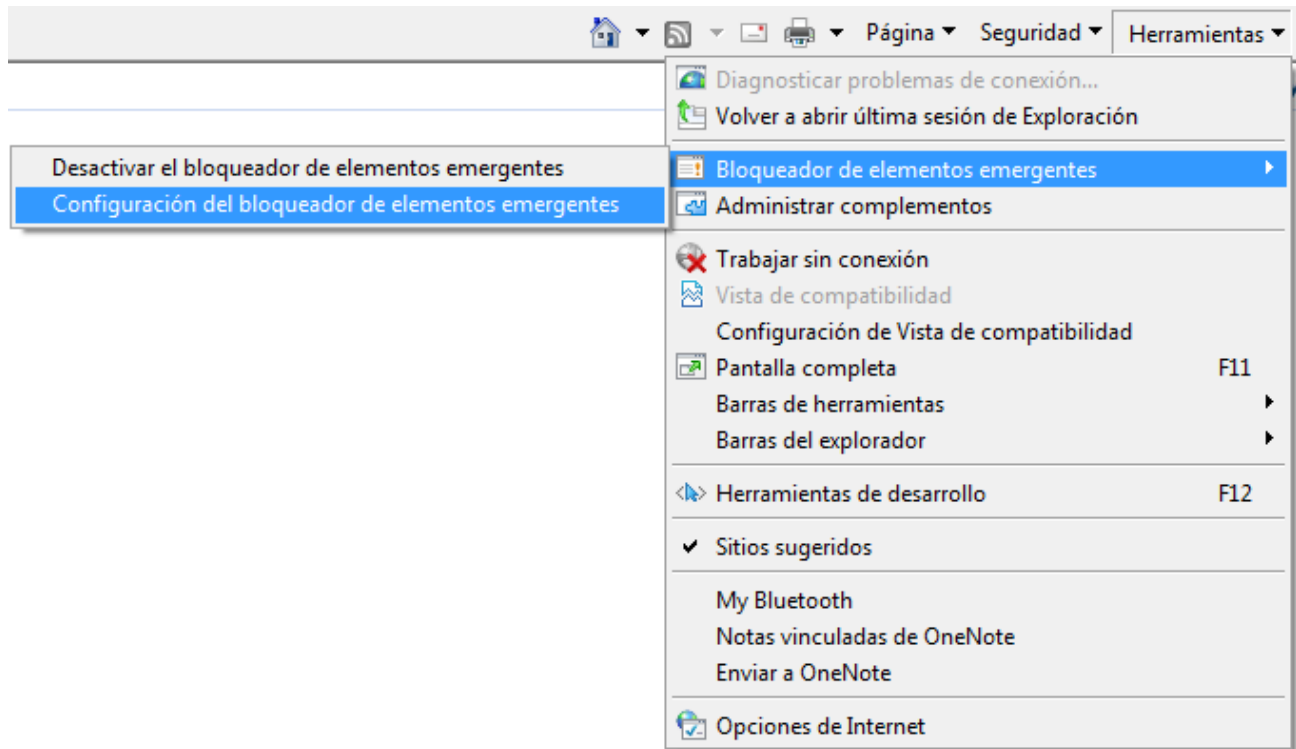 Página Seguridad Herramientas
Diagnosticar problemas de conexión...
Volver a abrir última sesión de Exploración
Bloqueador de elementos emergentes
Desactivar el bloqueador de elementos emergentes
Configuración del bloqueador de elementos emergentes
Administrar complementos
Trabajar sin conexión
Vista de compatibilidad
Configuración de Vista de compatibilidad
Pantalla completa F11
Barras de herramientas
Barras del explorador
Herramientas de desarrollo F12
Sitios sugeridos
My Bluetooth
Notas vinculadas de OneNote
Enviar a OneNote
Opciones de Internet